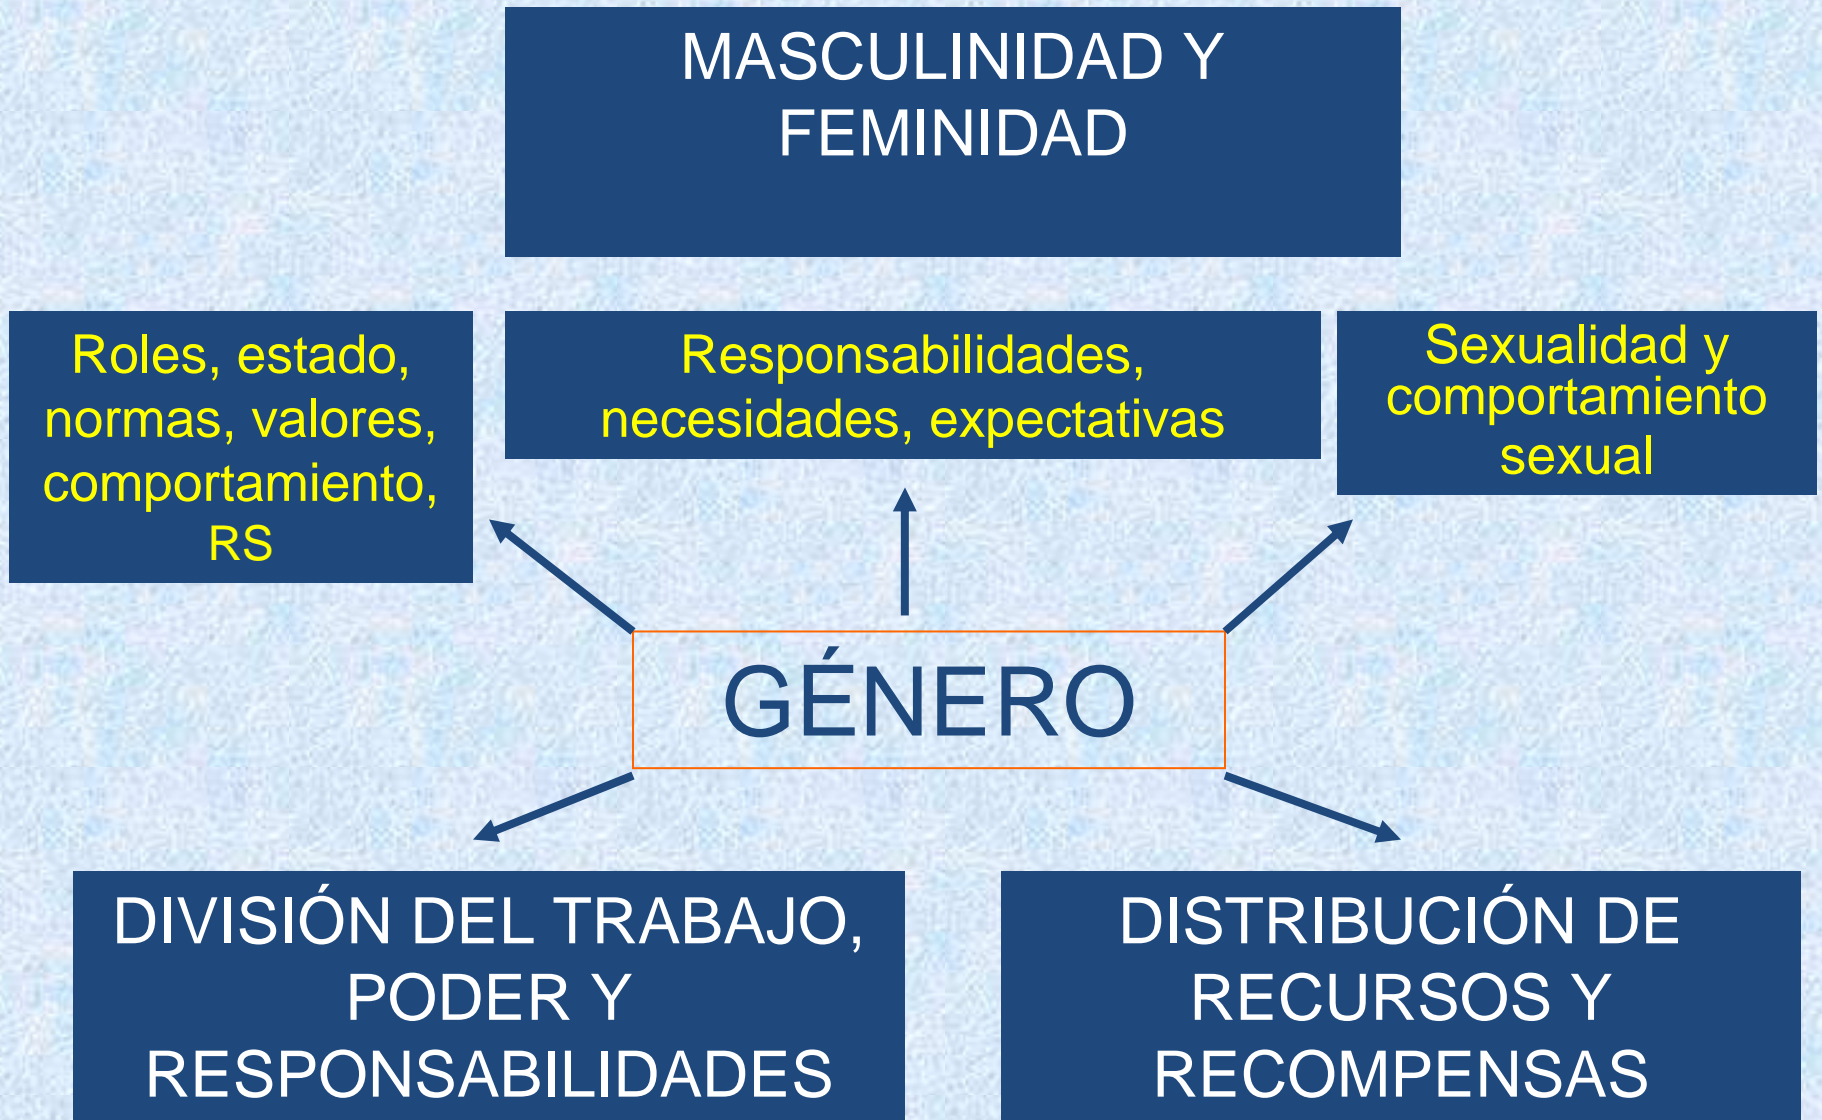 MASCULINIDAD Y
FEMINIDAD
Roles, estado,
normas, valores,
comportamiento,
RS
Responsabilidades,
necesidades, expectativas
Sexualidad y
comportamiento
sexual
GÉNERO
DIVISIÓN DEL TRABAJO,
PODER Y
RESPONSABILIDADES
DISTRIBUCIÓN DE
RECURSOS Y
RECOMPENSAS